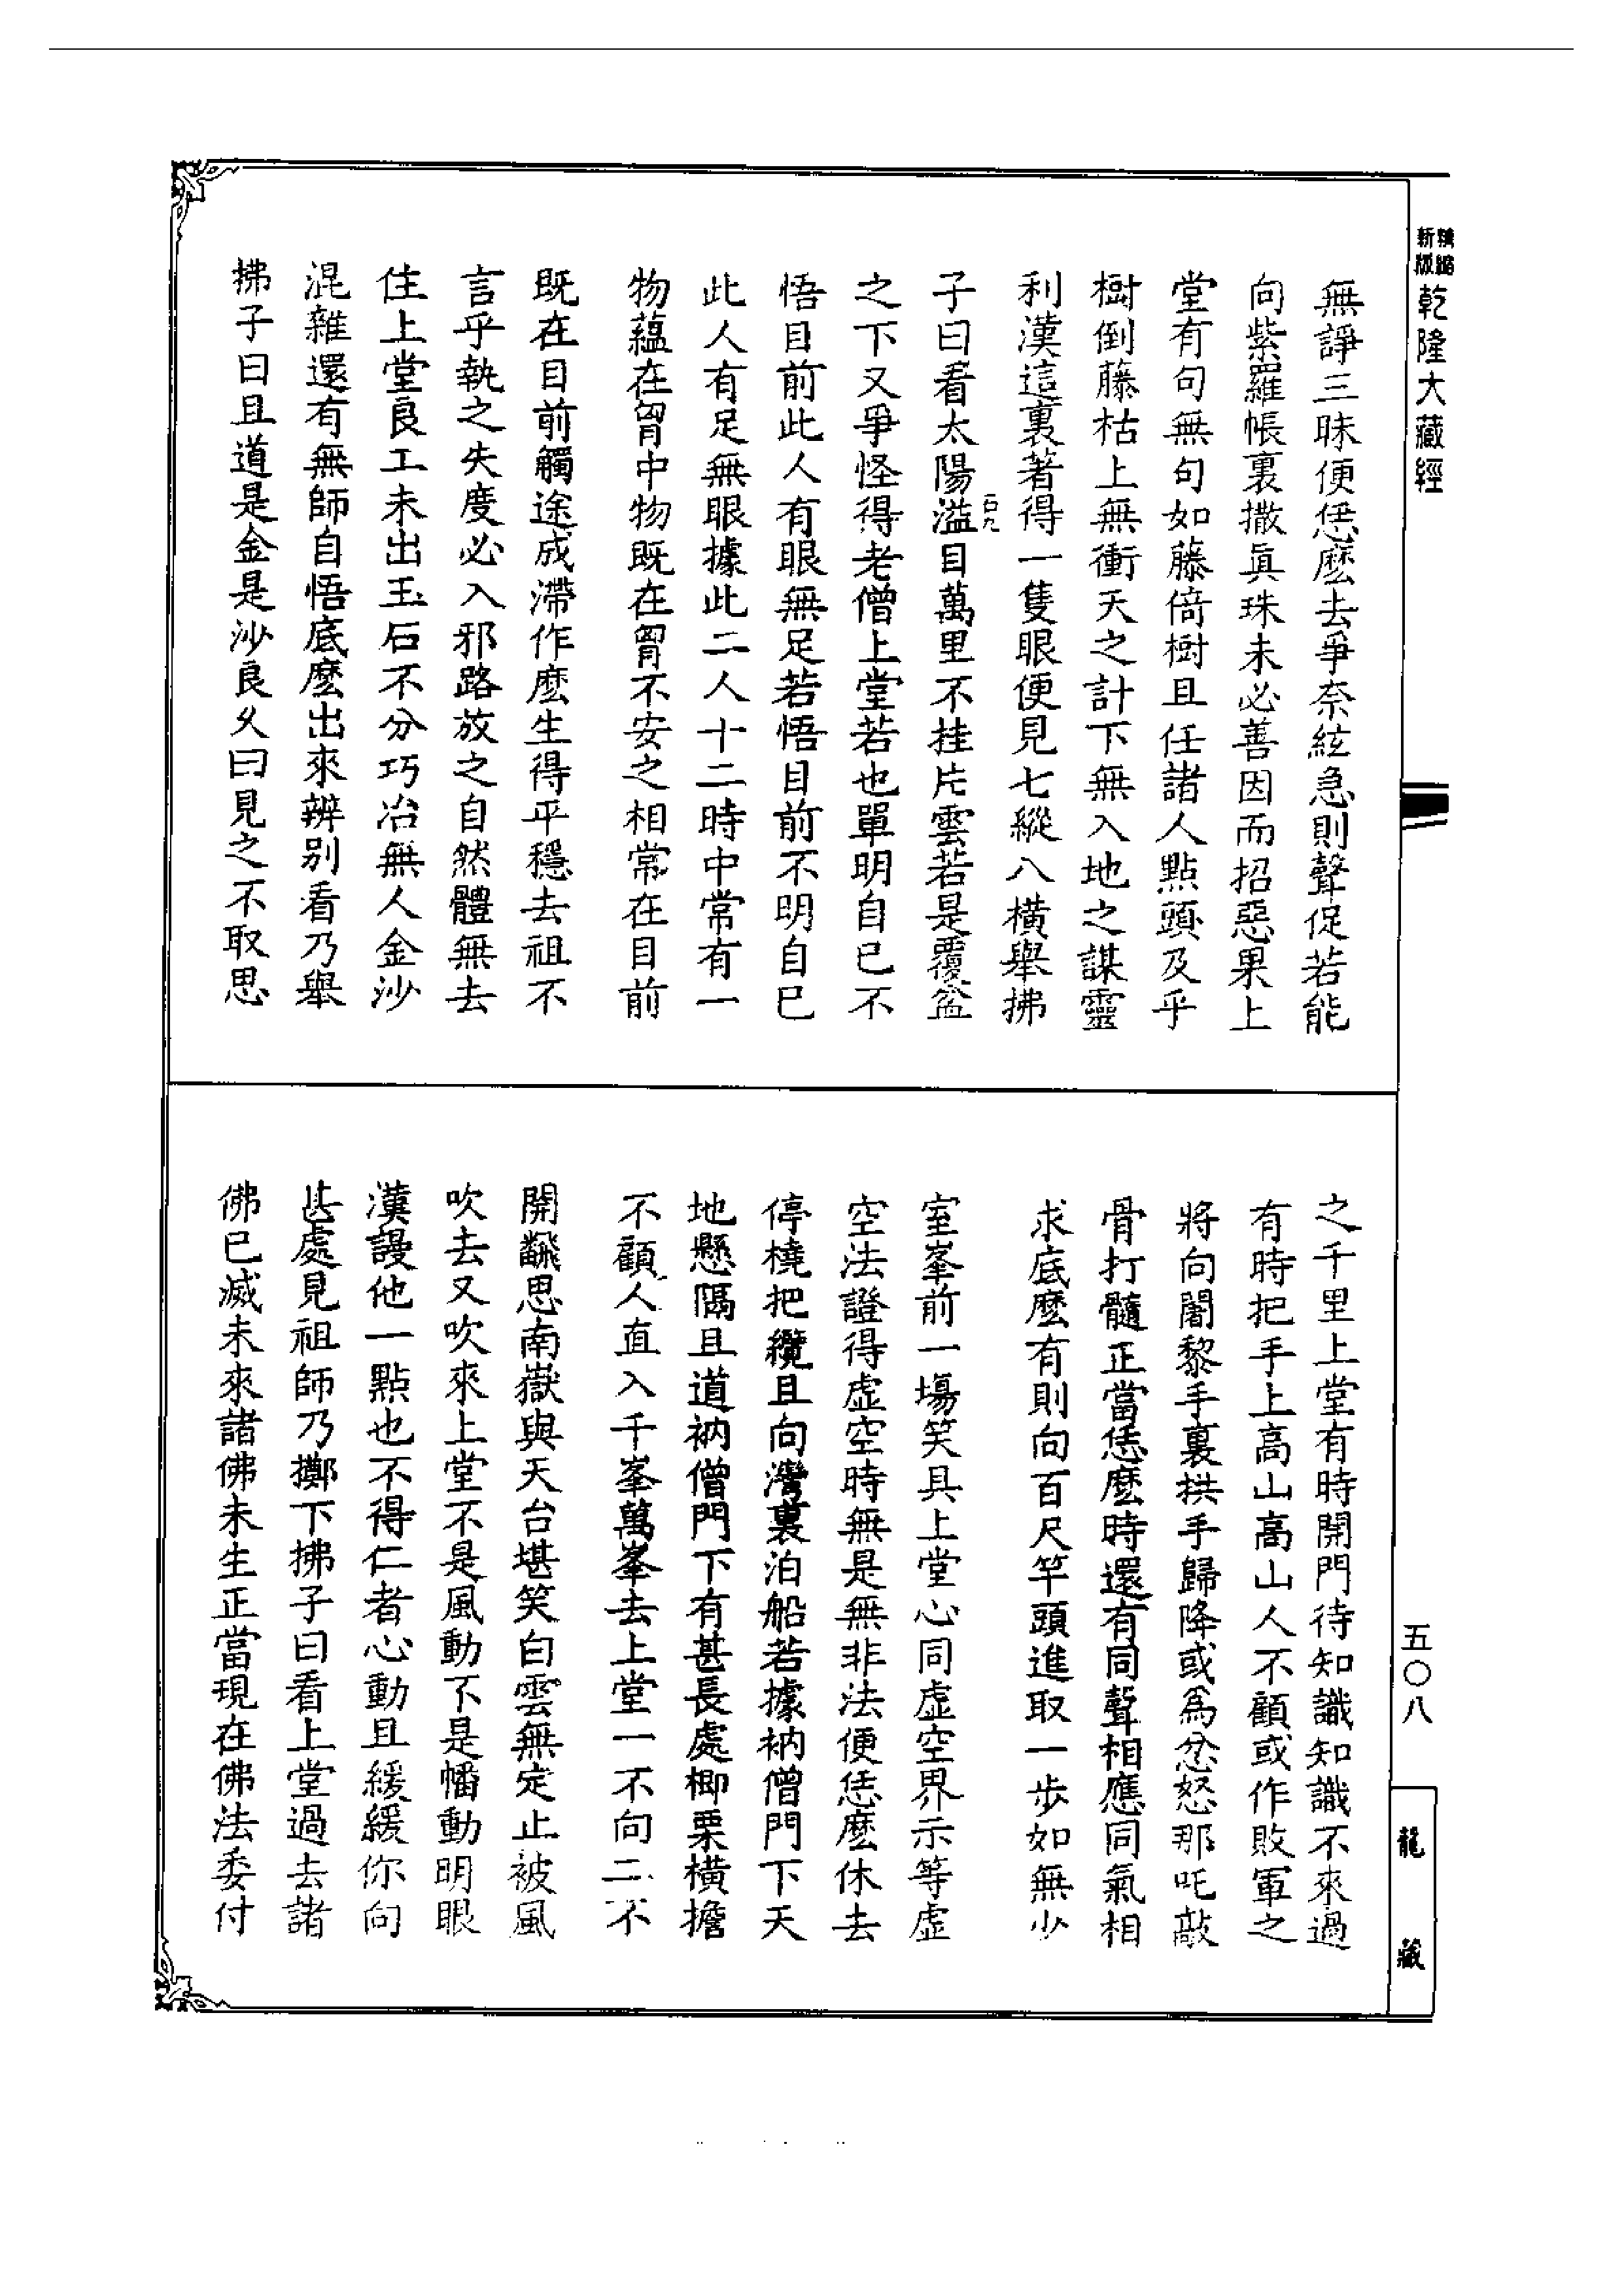 新版
乾隆大藏經
無諍三昧便恁麽去爭奈絃急則聲促若能
向紫羅帳裏撒眞珠未必善因而招惡果上
堂有句無句如藤倚樹且任諸人點頭及乎
樹倒藤枯上無衝天之計下無入地之謀靈
利漢這裏著得一隻眼便見七縱八橫舉拂
子曰看太陽溢目萬里不挂片雲若是覆盆
之下又爭怪得老僧上堂若也單明自已不
悟目前此人有眼無足若悟目前不明自已
此人有足無眼據此二人十二時中常有一
物蘊在胷中物既在胷不安之相常在目前
既在目前觸途成滯作麽生得平穩去祖不
言乎執之失度必入邪路放之自然體無去
住上堂良工未出玉石不分巧冶無人金沙
混雜還有無師自悟底麽出來辨别看乃舉
拂子曰且道是金是沙良久曰見之不取思
之千里上堂有時開門待知識知識不來過
有時把手上高山高山人不顧或作敗軍之
將向闍黎手裏拱手歸降或爲忿怒那吒敲
骨打髓正當恁麽時還有同聲相應同氣相
求底麽有則向百尺竿頭進取一步如無少
室峯前一場笑具上堂心同虛空界示等虛
空法證得虛空時無是無非法便恁麽休去
停橈把纜且向灣裏泊船若據衲僧門下天
地懸隔且道衲僧門下有甚長處楖栗橫擔
不顧人直入千峯萬峯去上堂一不向二不
開飜思南嶽與天台堪笑白雲無定止被風
吹去又吹來上堂不是風動不是幡動明眼
漢謾他一點也不得仁者心動且緩緩你向
甚處見祖師乃擲下拂子曰看上堂過去諸
佛已滅未來諸佛未生正當現在佛法委付
五〇八
龍藏